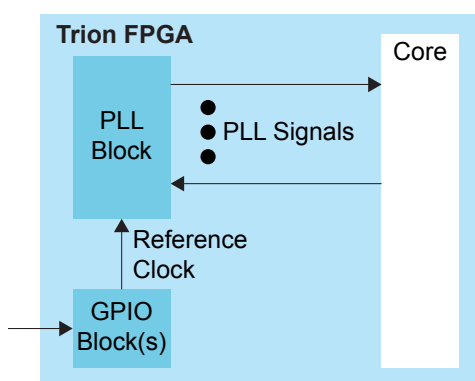 Trion FPGA
Core
PLL
Block
PLL Signals
Reference
Clock
GPIO
Block(s)